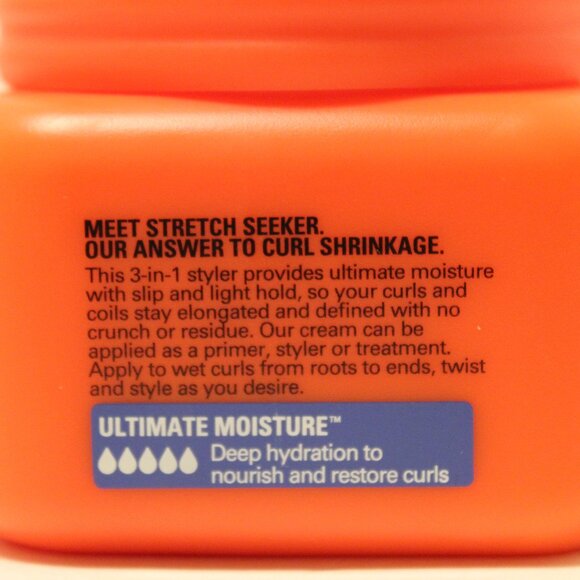 MEET STRETCH SEEKER.
OUR ANSWER TO CURL SHRINKAGE.
This 3-in-1 styler provides ultimate moisture
with slip and light hold, so your curls and
coils stay elongated and defined with no
crunch or residue. Our cream can be
applied as a primer, styler or treatment.
Apply to wet curls from roots to ends, twist
and style as you desire.
ULTIMATE MOISTURE™
Deep hydration to
nourish and restore curls